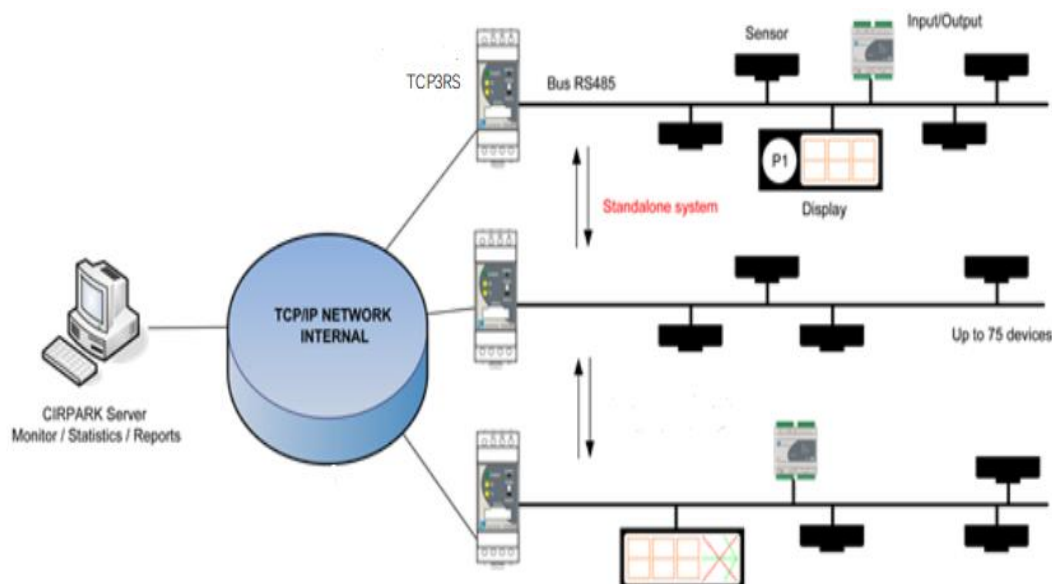 Input/Output
Sensor
TCP3RS
Bus RS485
P1
Standalone system
Display
TCP/IP NETWORK
INTERNAL
Up to 75 devices
CIRPARK Server
Monitor / Statistics / Reports